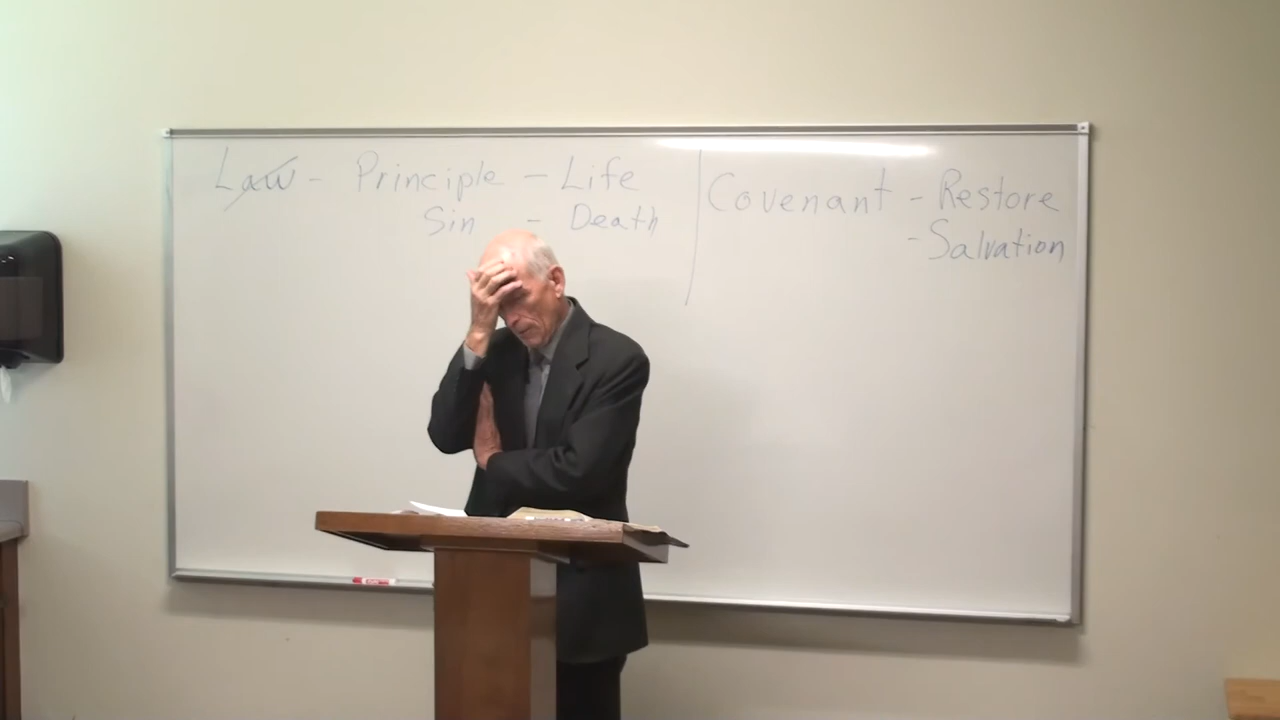 Law - Principle - Life
Sin - Death
Covenant - Restore
- Salvation